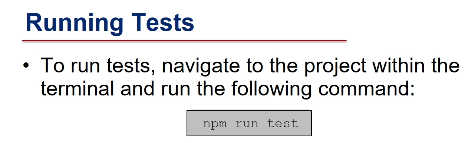 Running Tests
• To run tests, navigate to the project within the
terminal and run the following command:
npm run test